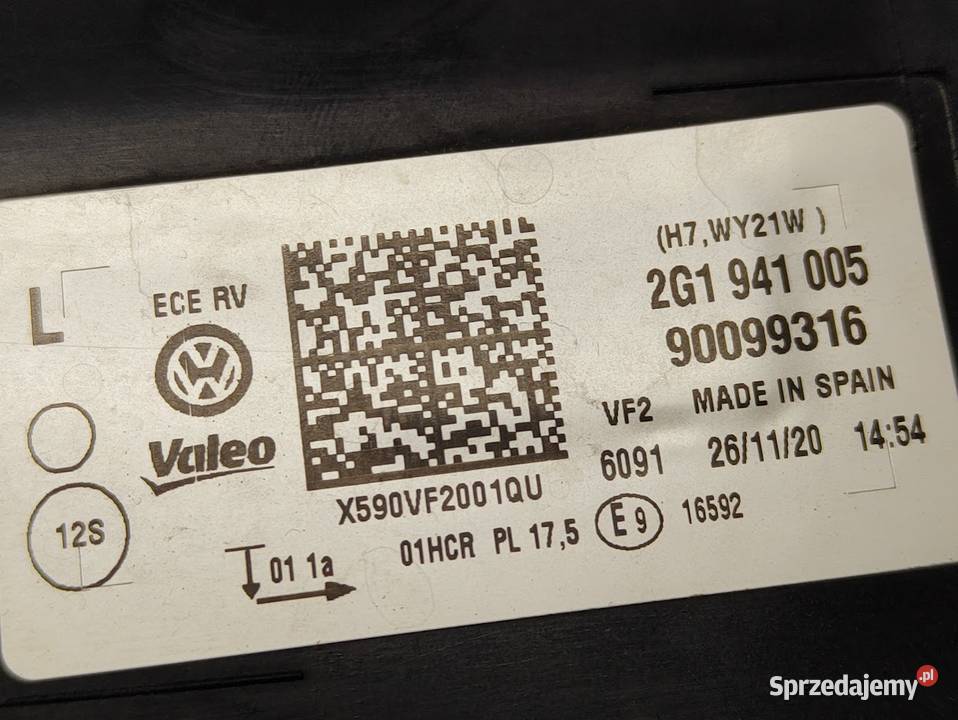 L
ECE RV
VW
Valeo
12S
X590VF2001QU
(H7,WY21W )
2G1 941 005
90099316
VF2 MADE IN SPAIN
6091 26/11/20 14:54
01 1a
01HCR PL 17,5 E9 16592
Sprzedajemy.pl